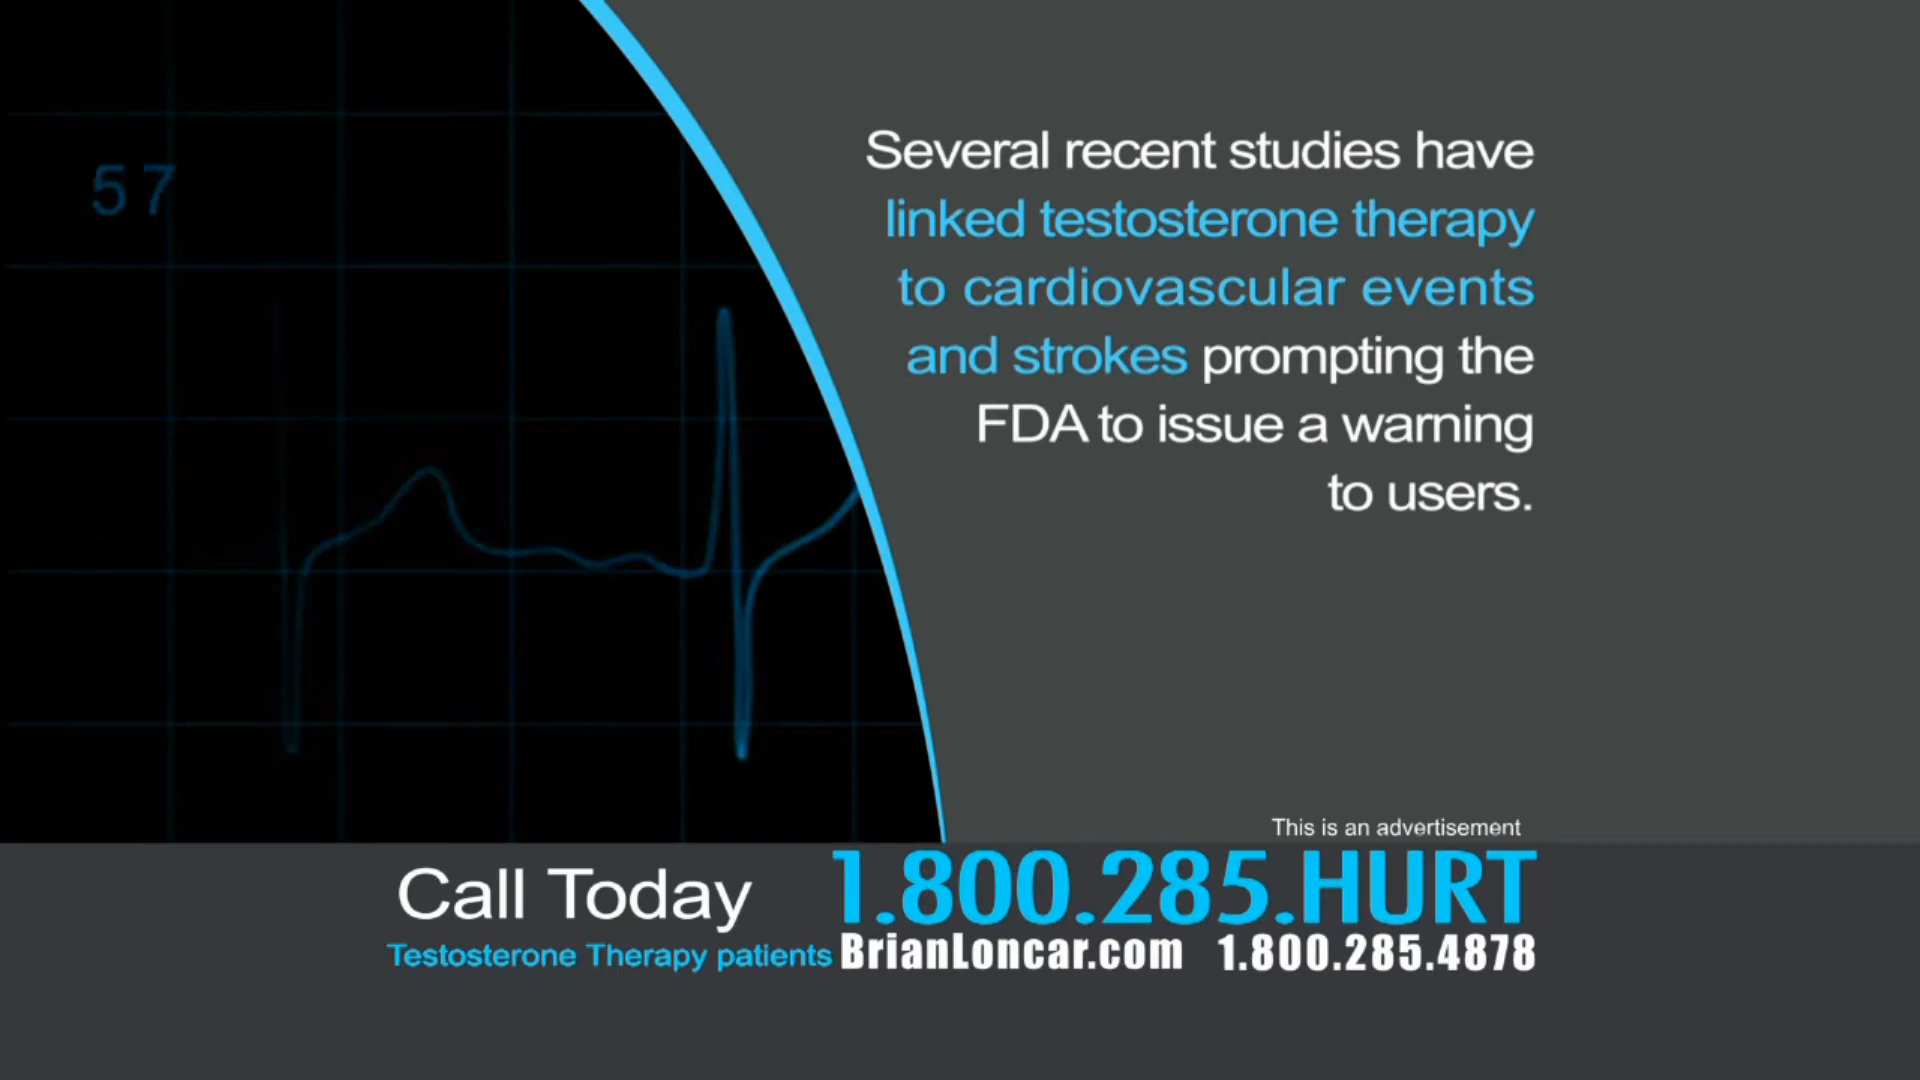 57
Several recent studies have
linked testosterone therapy
to cardiovascular events
and strokes prompting the
FDA to issue a warning
to users.
This is an advertisement
Call Today 1.800.285.HURT
Testosterone Therapy patients BrianLoncar.com 1.800.285.4878